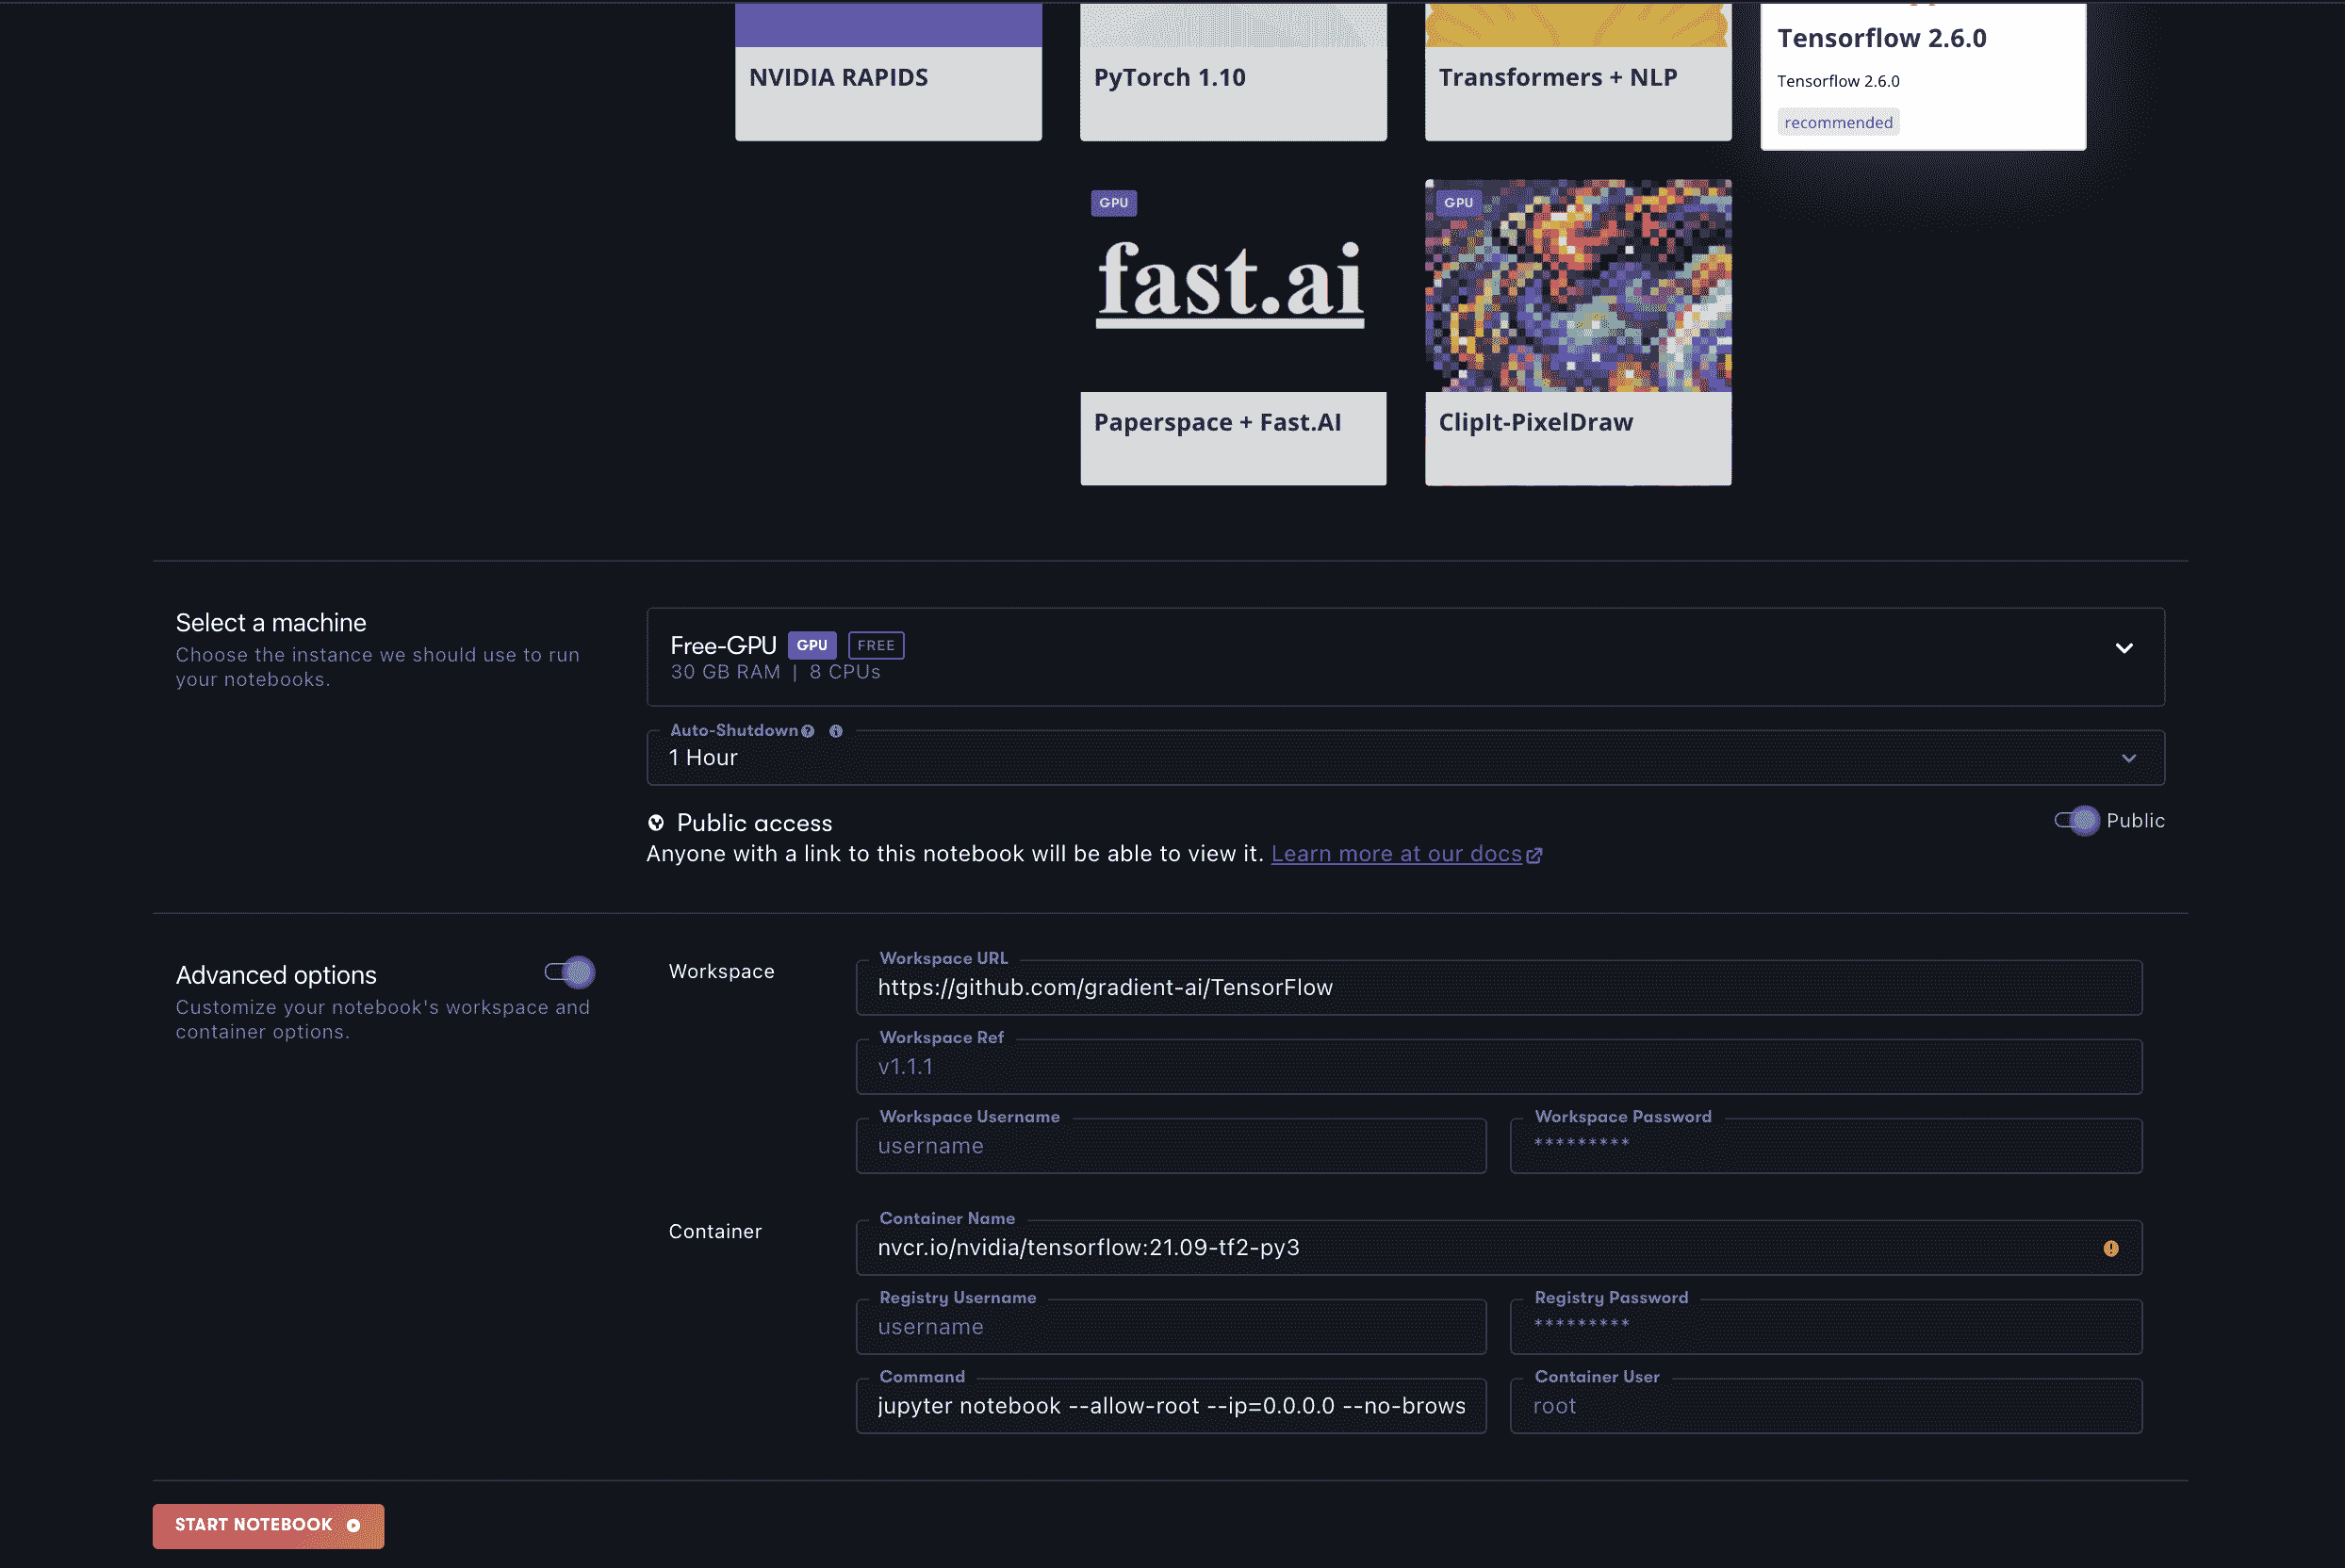 NVIDIA RAPIDS
PyTorch 1.10
Transformers + NLP
Tensorflow 2.6.0
Tensorflow 2.6.0
recommended
GPU
fast.ai
Paperspace + Fast.AI
GPU
ClipIt-PixelDraw
Select a machine
Choose the instance we should use to run
your notebooks.
Free-GPU GPU FREE
30 GB RAM | 8 CPUs
Auto-Shutdown
1 Hour
Public access
Public
Anyone with a link to this notebook will be able to view it. Learn more at our docs
Advanced options
Customize your notebook's workspace and
container options.
Workspace
Workspace URL
https://github.com/gradient-ai/TensorFlow
Workspace Ref
v1.1.1
Workspace Username
username
Workspace Password
*********
Container
Container Name
nvcr.io/nvidia/tensorflow:21.09-tf2-py3
Registry Username
username
Registry Password
*********
Command
jupyter notebook --allow-root --ip=0.0.0.0 --no-brows
Container User
root
START NOTEBOOK